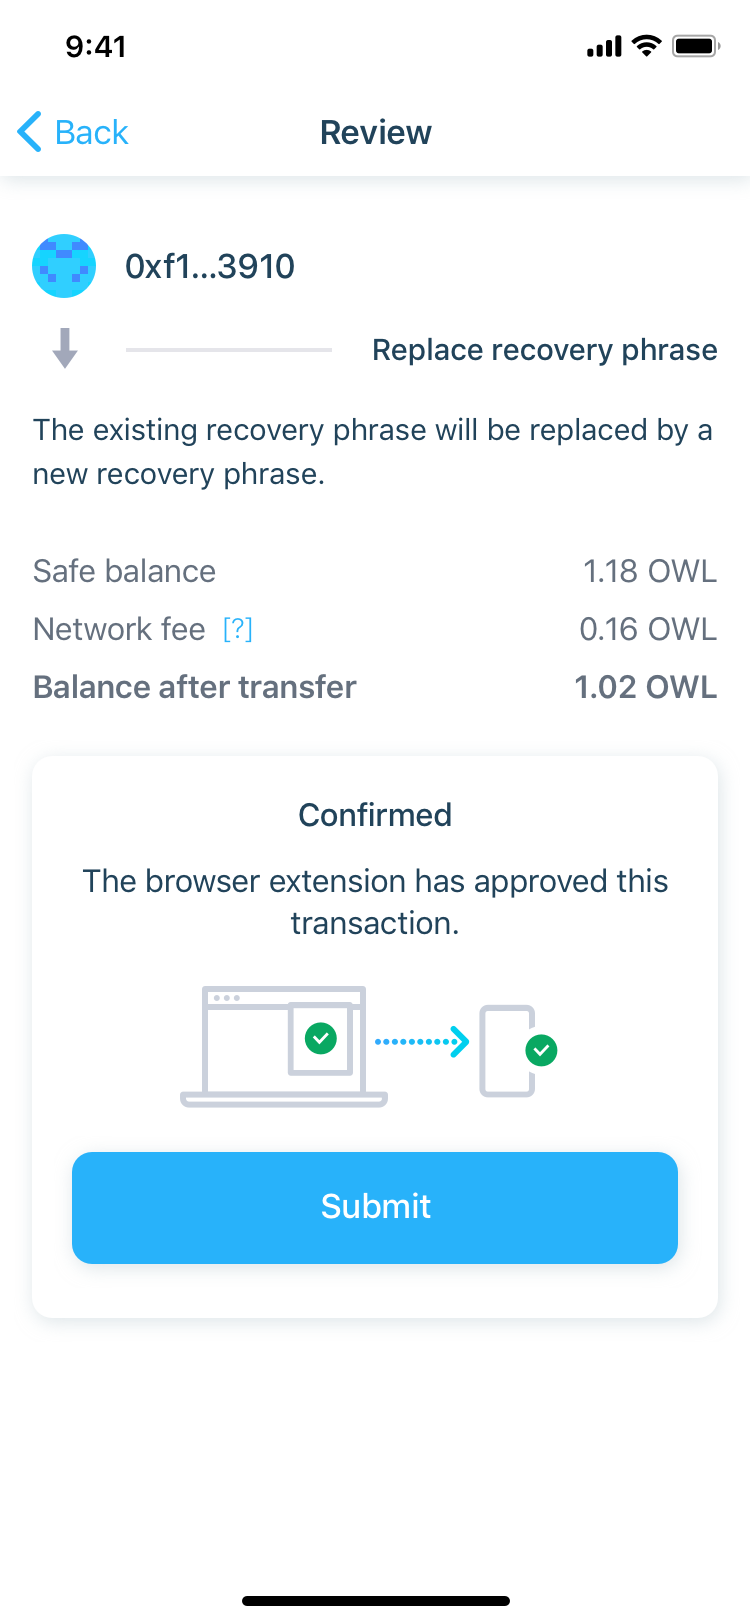 9:41
Back
Review
0xf1...3910
Replace recovery phrase
The existing recovery phrase will be replaced by a
new recovery phrase.
Safe balance 1.18 OWL
Network fee [?] 0.16 OWL
Balance after transfer 1.02 OWL
Confirmed
The browser extension has approved this
transaction.
Submit